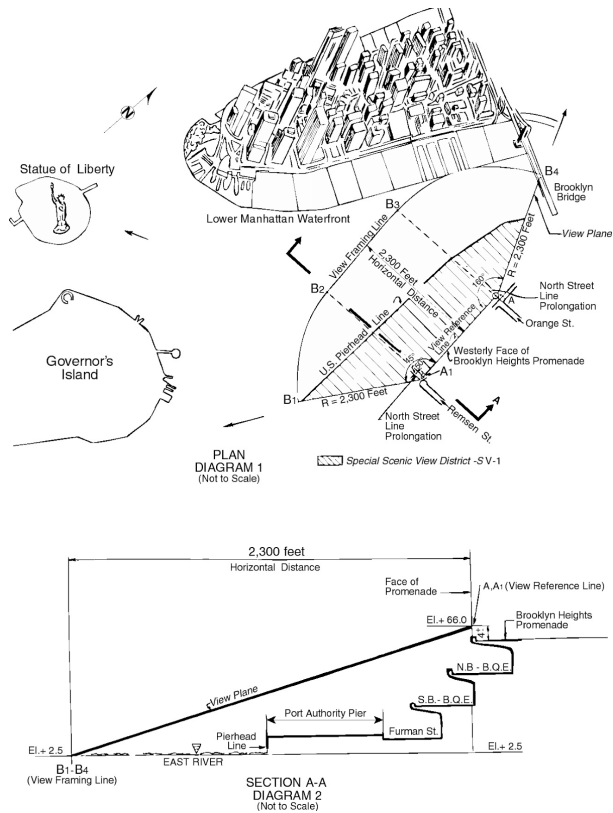 N
Statue of Liberty
Lower Manhattan Waterfront
B4
Brooklyn
Bridge
View Plane
R = 2,300 Feet
B3
View Framing Line
2,300 Feet
Horizontal Distance
160°
A
North Street
Line
Prolongation
Orange St.
B2
U.S. Pierhead Line
View Reference
Line
45°
Westerly Face of
Brooklyn Heights Promenade
A1
Governor's
Island
B1
R = 2,300 Feet
A
Remsen St.
North Street
Line
Prolongation
PLAN
DIAGRAM 1
(Not to Scale)
Special Scenic View District -SV-1
2,300 feet
Horizontal Distance
Face of
Promenade
A,A1 (View Reference Line)
El.+ 66.0
4'
Brooklyn Heights
Promenade
N.B - B.Q.E.
View Plane
S.B.- B.Q.E.
Port Authority Pier
Pierhead
Line
Furman St.
El.+ 2.5
EAST RIVER
El.+ 2.5
B1-B4
(View Framing Line)
SECTION A-A
DIAGRAM 2
(Not to Scale)